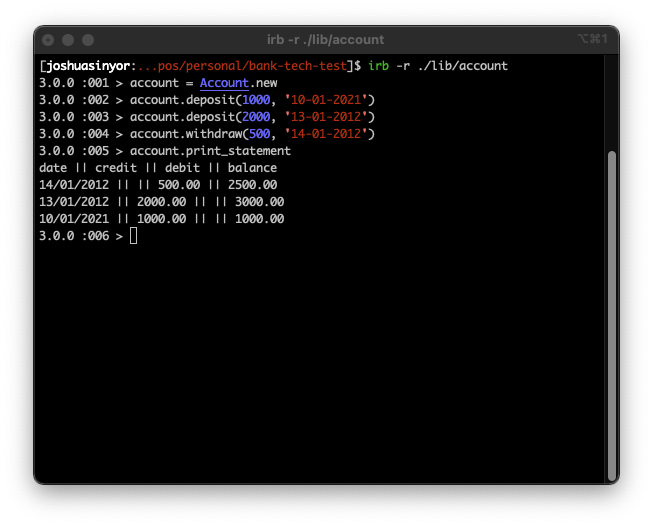 irb -r ./lib/account ⌥⌘1
[joshuasinyor:...pos/personal/bank-tech-test]$ irb -r ./lib/account
3.0.0 :001 > account = Account.new
3.0.0 :002 > account.deposit(1000, '10-01-2021')
3.0.0 :003 > account.deposit(2000, '13-01-2012')
3.0.0 :004 > account.withdraw(500, '14-01-2012')
3.0.0 :005 > account.print_statement
date || credit || debit || balance
14/01/2012 || || 500.00 || 2500.00
13/01/2012 || 2000.00 || || 3000.00
10/01/2021 || 1000.00 || || 1000.00
3.0.0 :006 >